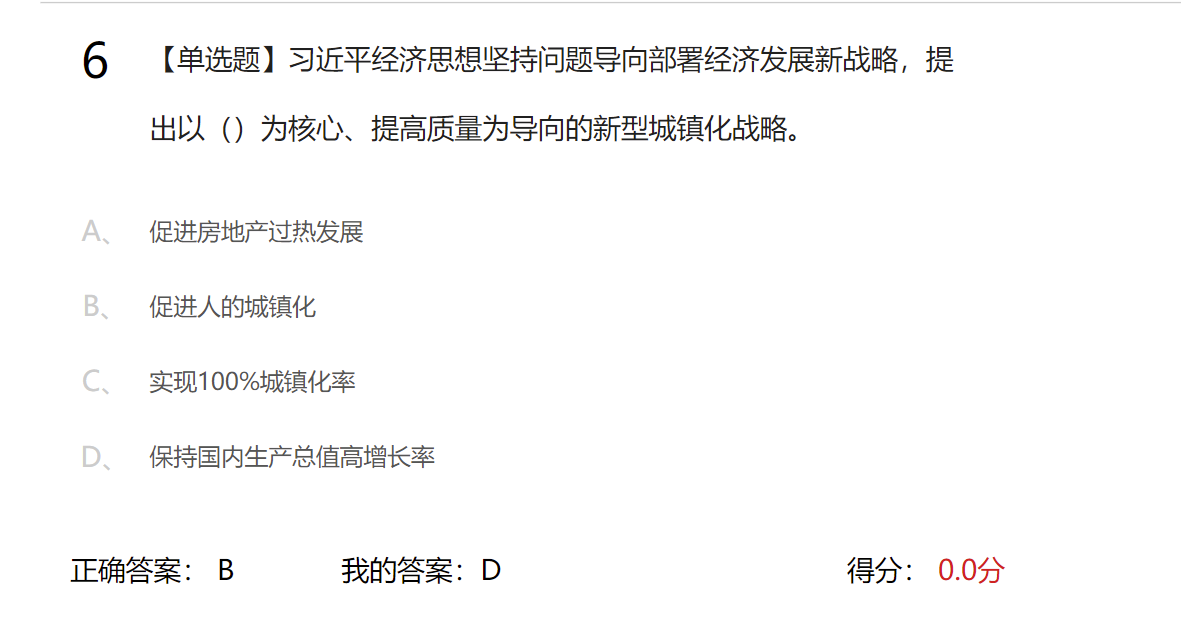 6 【单选题】习近平经济思想坚持问题导向部署经济发展新战略，提
出以（）为核心、提高质量为导向的新型城镇化战略。
A、 促进房地产过热发展
B、 促进人的城镇化
C、 实现100%城镇化率
D、 保持国内生产总值高增长率
正确答案： B 我的答案：D 得分： 0.0分